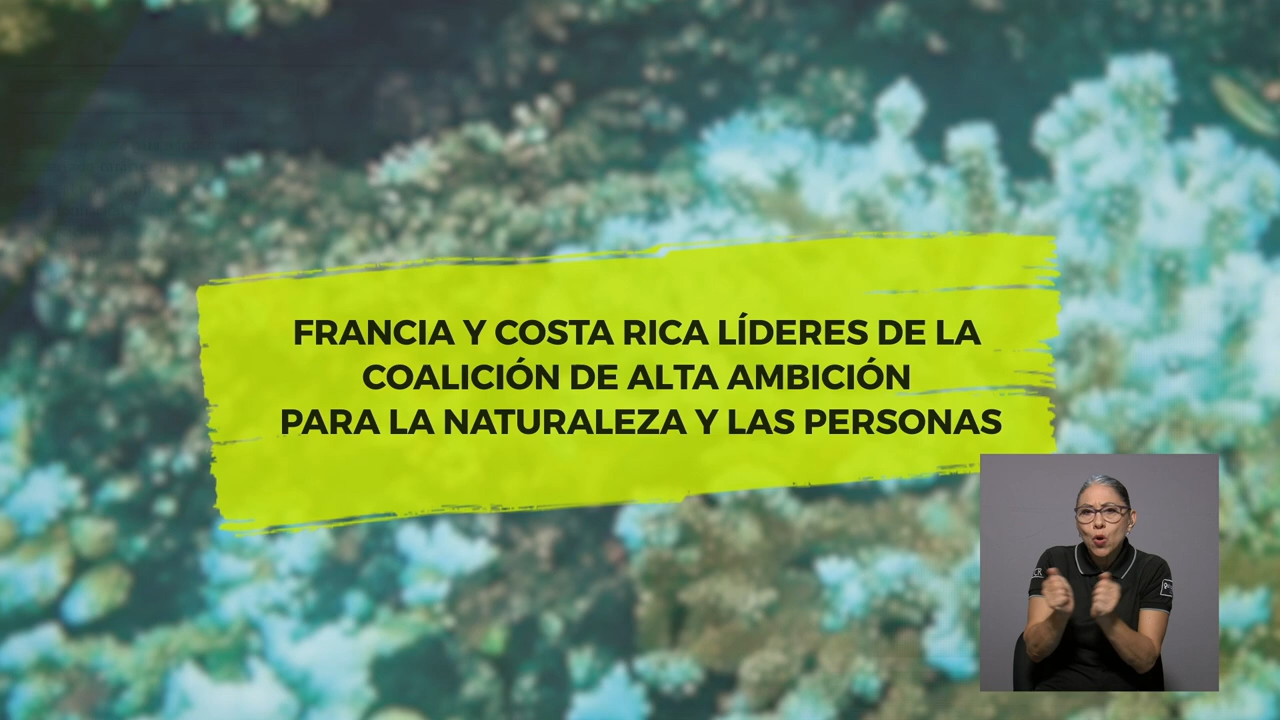 FRANCIA Y COSTA RICA LÍDERES DE LA
COALICIÓN DE ALTA AMBICIÓN
PARA LA NATURALEZA Y LAS PERSONAS